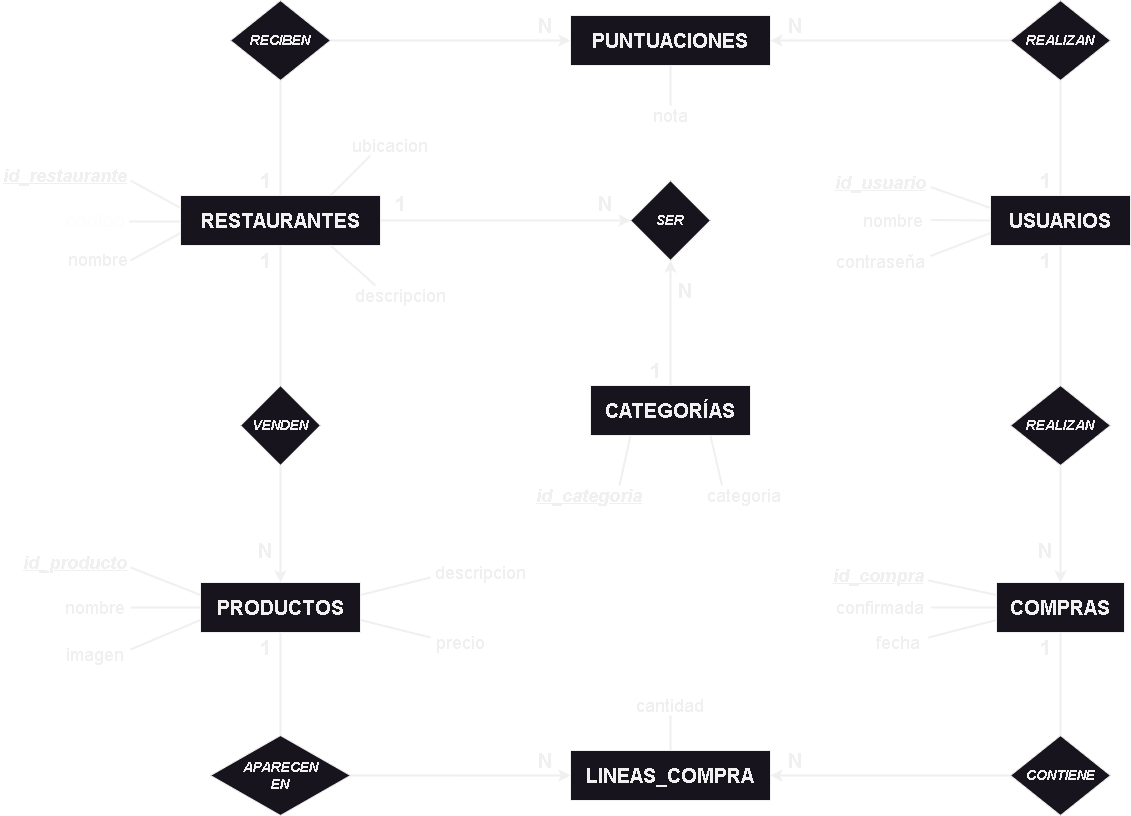 RECIBEN
N
PUNTUACIONES
N
REALIZAN
nota
ubicacion
id_restaurante
1
RESTAURANTES
1
N
SER
nombre
1
descripcion
N
1
id_usuario
nombre
USUARIOS
contraseña
1
1
CATEGORÍAS
VENDEN
REALIZAN
id_categoria
categoria
N
id_producto
nombre
PRODUCTOS
descripcion
imagen
1
precio
N
id_compra
confirmada
COMPRAS
fecha
1
cantidad
APARECEN
EN
N
LINEAS_COMPRA
N
CONTIENE